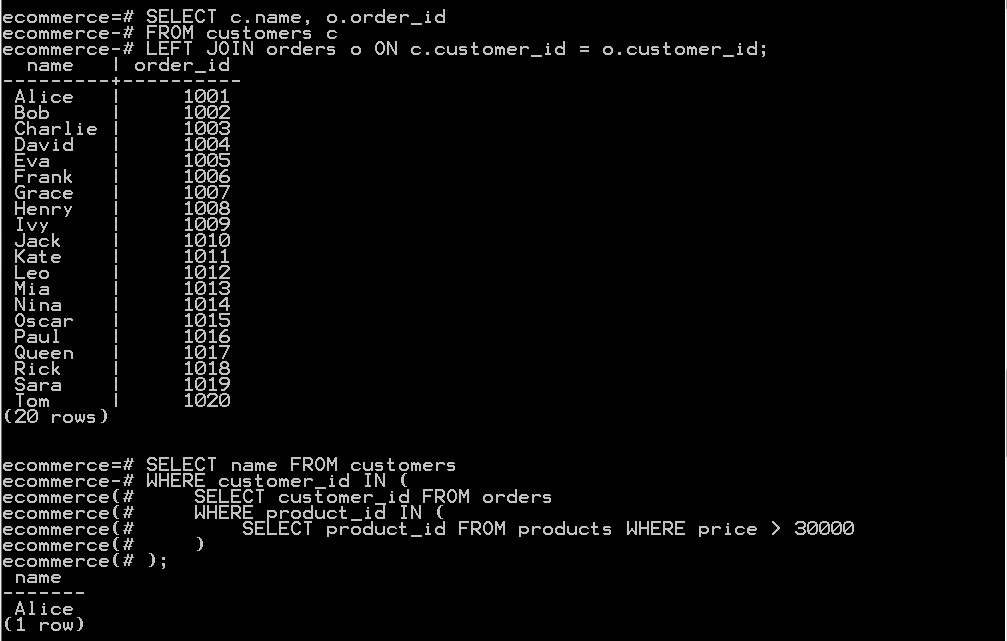 ecommerce=# SELECT c.name, o.order_id
ecommerce-# FROM customers c
ecommerce-# LEFT JOIN orders o ON c.customer_id = o.customer_id;
  name   | order_id
---------+----------
 Alice   |     1001
 Bob     |     1002
 Charlie |     1003
 David   |     1004
 Eva     |     1005
 Frank   |     1006
 Grace   |     1007
 Henry   |     1008
 Ivy     |     1009
 Jack    |     1010
 Kate    |     1011
 Leo     |     1012
 Mia     |     1013
 Nina    |     1014
 Oscar   |     1015
 Paul    |     1016
 Queen   |     1017
 Rick    |     1018
 Sara    |     1019
 Tom     |     1020
(20 rows)
ecommerce=# SELECT name FROM customers
ecommerce-# WHERE customer_id IN (
ecommerce(#     SELECT customer_id FROM orders
ecommerce(#     WHERE product_id IN (
ecommerce(#         SELECT product_id FROM products WHERE price > 30000
ecommerce(#     )
ecommerce(# );
 name
-------
 Alice
(1 row)